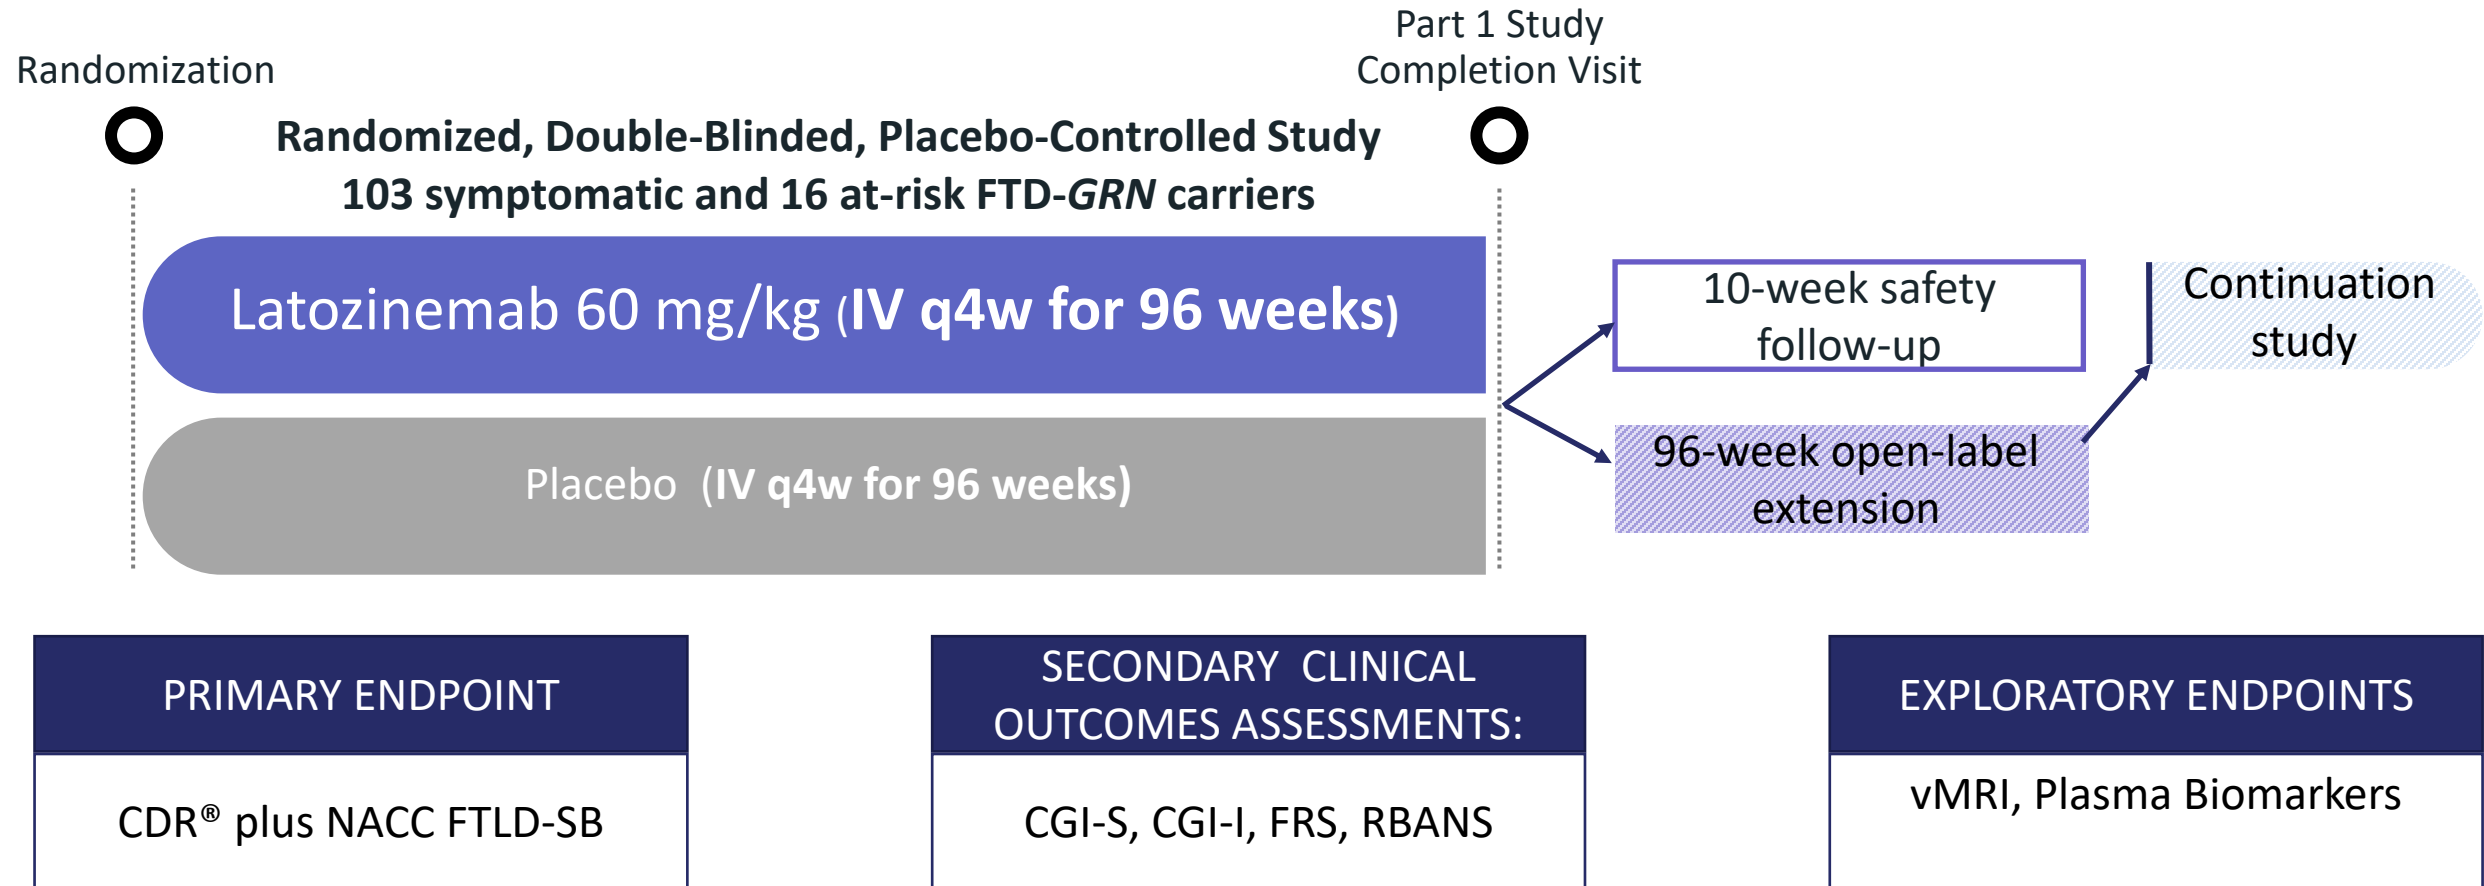 Randomization
Part 1 Study
Completion Visit
Randomized, Double-Blinded, Placebo-Controlled Study
103 symptomatic and 16 at-risk FTD-GRN carriers
Latozinemab 60 mg/kg (IV q4w for 96 weeks)
Placebo (IV q4w for 96 weeks)
10-week safety
follow-up
96-week open-label
extension
Continuation
study
PRIMARY ENDPOINT
CDR® plus NACC FTLD-SB
SECONDARY CLINICAL
OUTCOMES ASSESSMENTS:
CGI-S, CGI-I, FRS, RBANS
EXPLORATORY ENDPOINTS
vMRI, Plasma Biomarkers